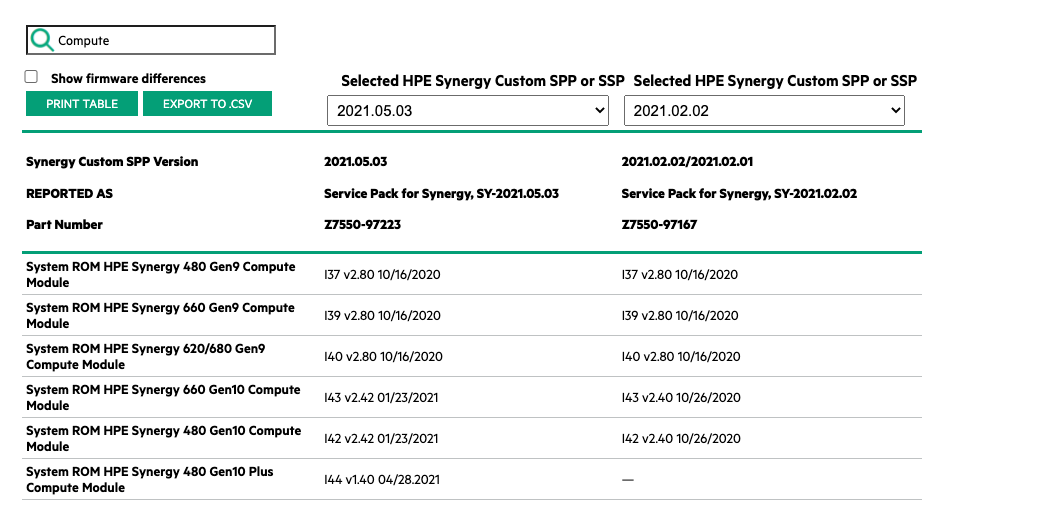 Compute
Show firmware differences
PRINT TABLE EXPORT TO .CSV
Selected HPE Synergy Custom SPP or SSP Selected HPE Synergy Custom SPP or SSP
2021.05.03 2021.02.02
Synergy Custom SPP Version 2021.05.03 2021.02.02/2021.02.01
REPORTED AS Service Pack for Synergy, SY-2021.05.03 Service Pack for Synergy, SY-2021.02.02
Part Number Z7550-97223 Z7550-97167
System ROM HPE Synergy 480 Gen9 Compute
Module I37 v2.80 10/16/2020 I37 v2.80 10/16/2020
System ROM HPE Synergy 660 Gen9 Compute
Module I39 v2.80 10/16/2020 I39 v2.80 10/16/2020
System ROM HPE Synergy 620/680 Gen9
Compute Module I40 v2.80 10/16/2020 I40 v2.80 10/16/2020
System ROM HPE Synergy 660 Gen10 Compute
Module I43 v2.42 01/23/2021 I43 v2.40 10/26/2020
System ROM HPE Synergy 480 Gen10 Compute
Module I42 v2.42 01/23/2021 I42 v2.40 10/26/2020
System ROM HPE Synergy 480 Gen10 Plus
Compute Module I44 v1.40 04/28.2021 —